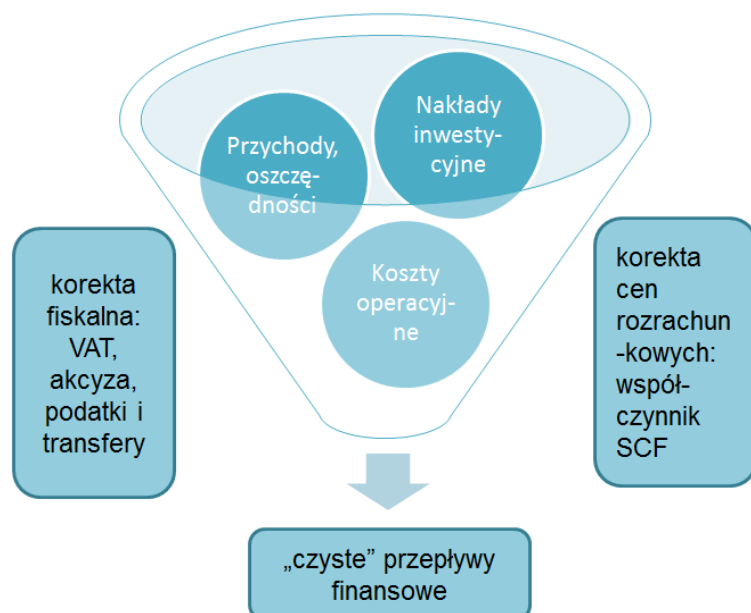 Przychody,
oszczę-
dności
Nakłady
inwesty-
cyjne
Koszty
operacyj-
ne
korekta
fiskalna:
VAT,
akcyza,
podatki i
transfery
korekta
cen
rozrachun
-kowych:
współ-
czynnik
SCF
„czyste” przepływy
finansowe